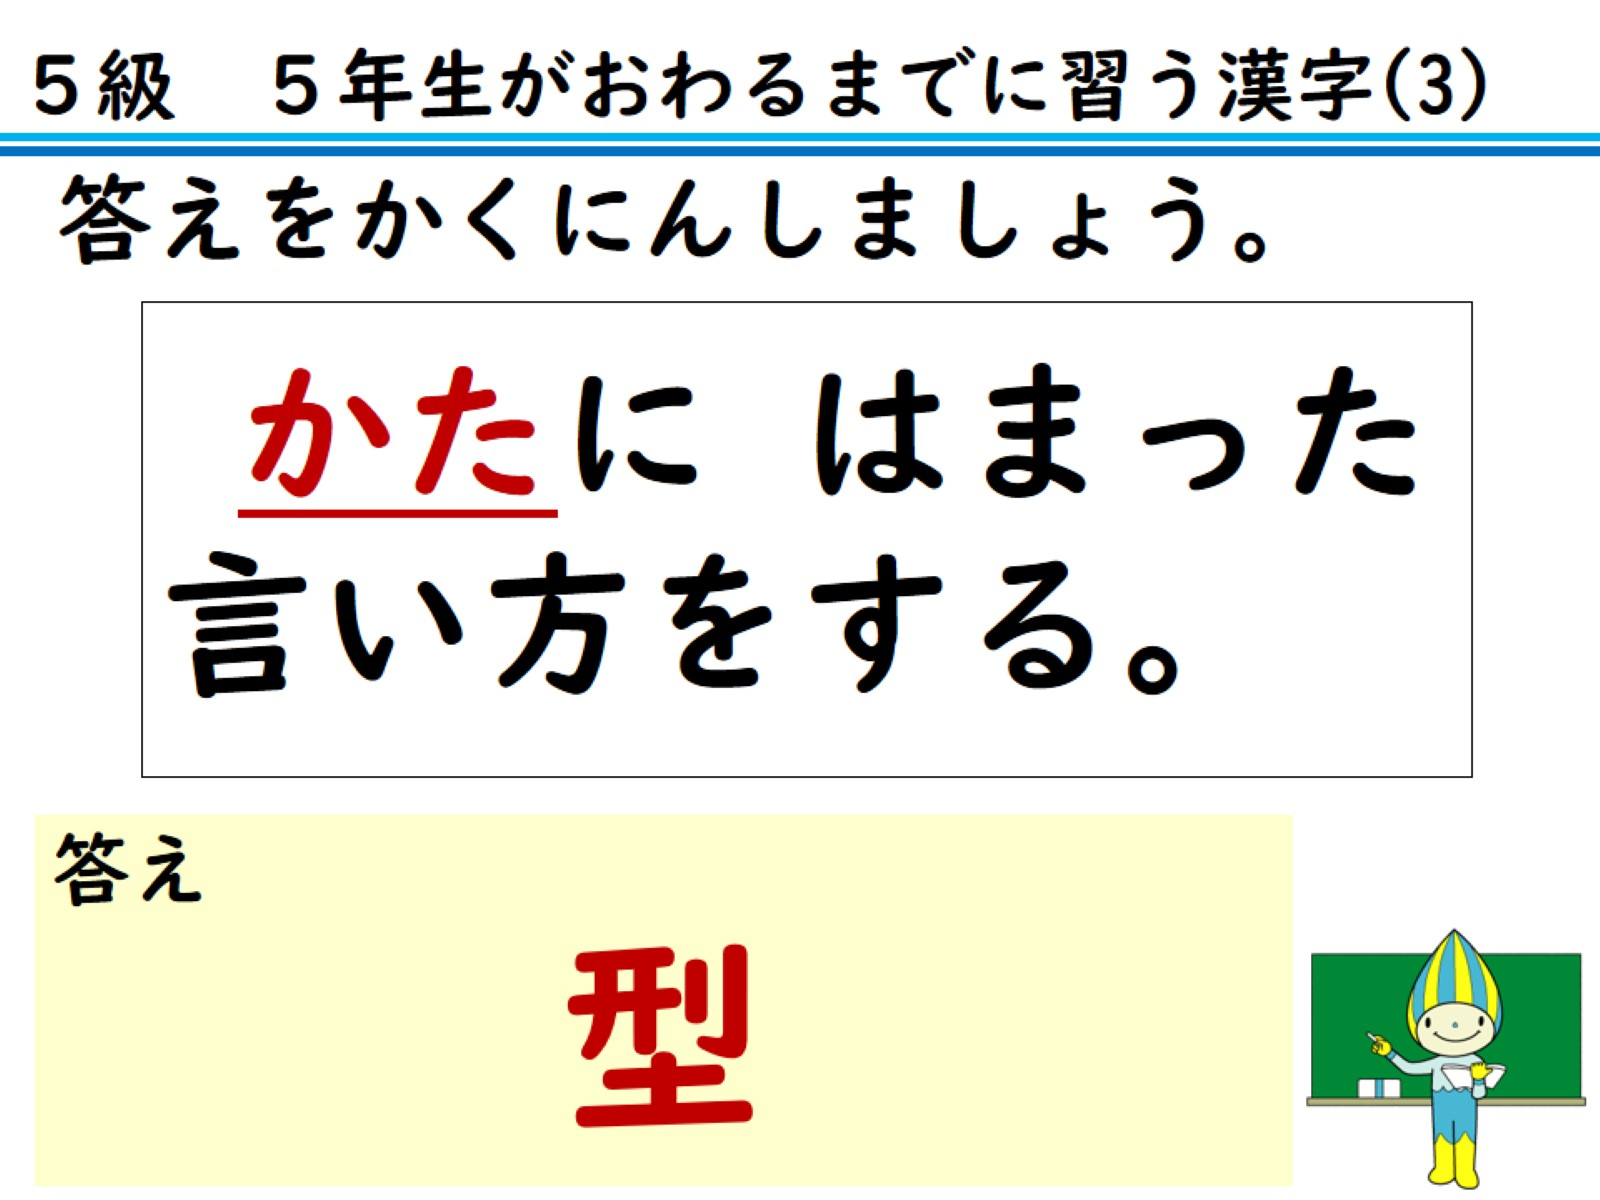 ５級　５年生がおわるまでに習う漢字(3)
答えをかくにんしましょう。
かたに はまった
言い方をする。
答え
型